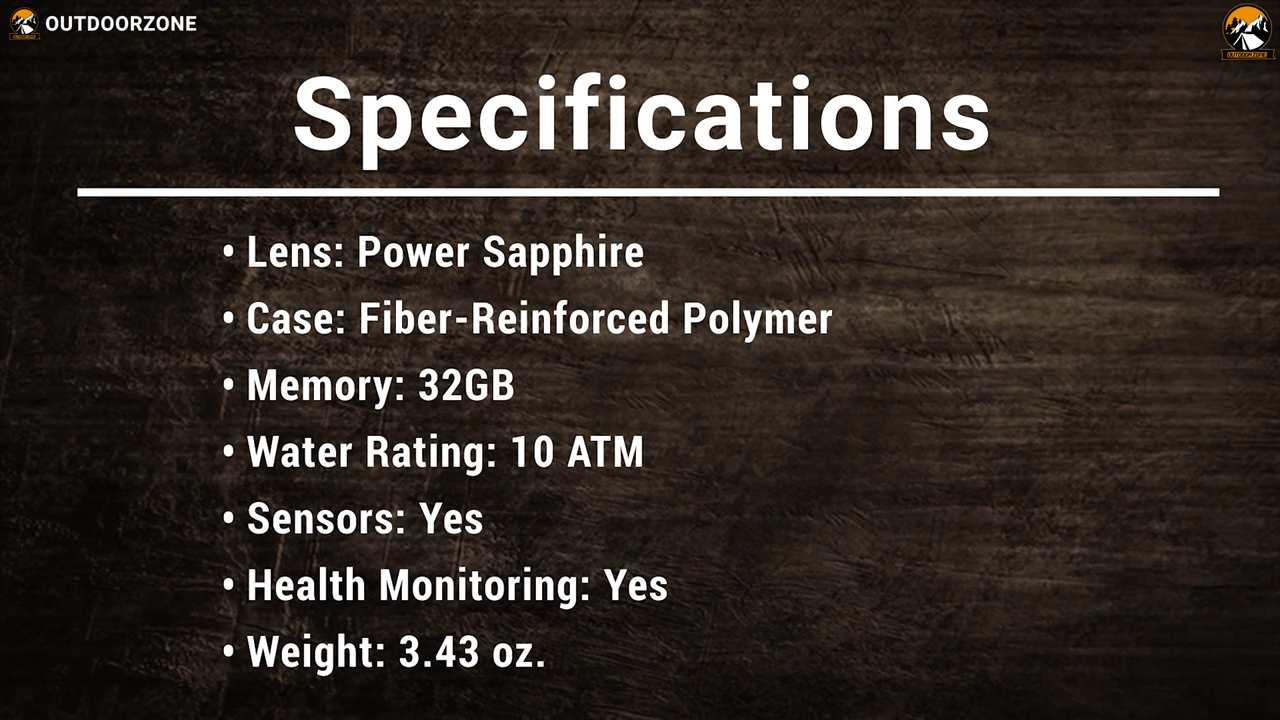 OUTDOORZONE
OUTDOORZONE
Specifications
• Lens: Power Sapphire
• Case: Fiber-Reinforced Polymer
• Memory: 32GB
• Water Rating: 10 ATM
• Sensors: Yes
• Health Monitoring: Yes
• Weight: 3.43 oz.